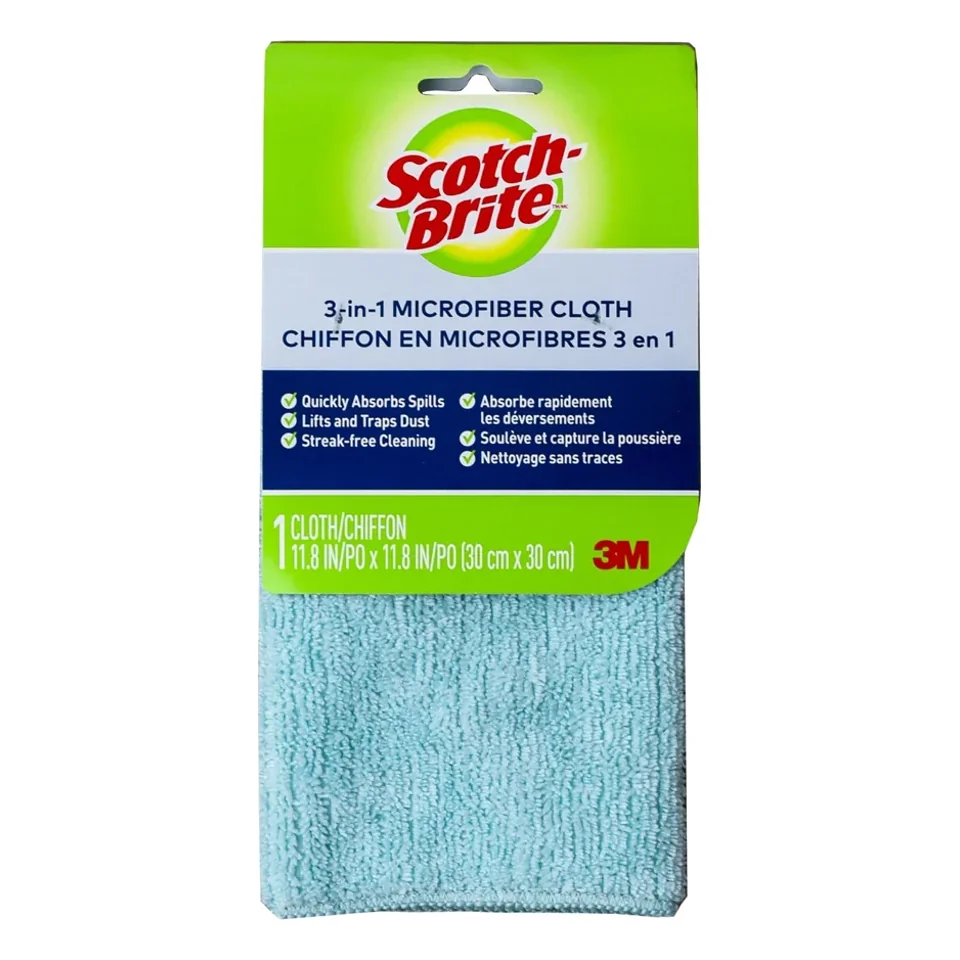 Scotch-
Brite
TM/MC
3-in-1 MICROFIBER CLOTH
CHIFFON EN MICROFIBRES 3 en 1
Quickly Absorbs Spills
Lifts and Traps Dust
Streak-free Cleaning
Absorbe rapidement
les déversements
Soulève et capture la poussière
Nettoyage sans traces
1 CLOTH/CHIFFON
11.8 IN/PO x 11.8 IN/PO (30 cm x 30 cm)
3M